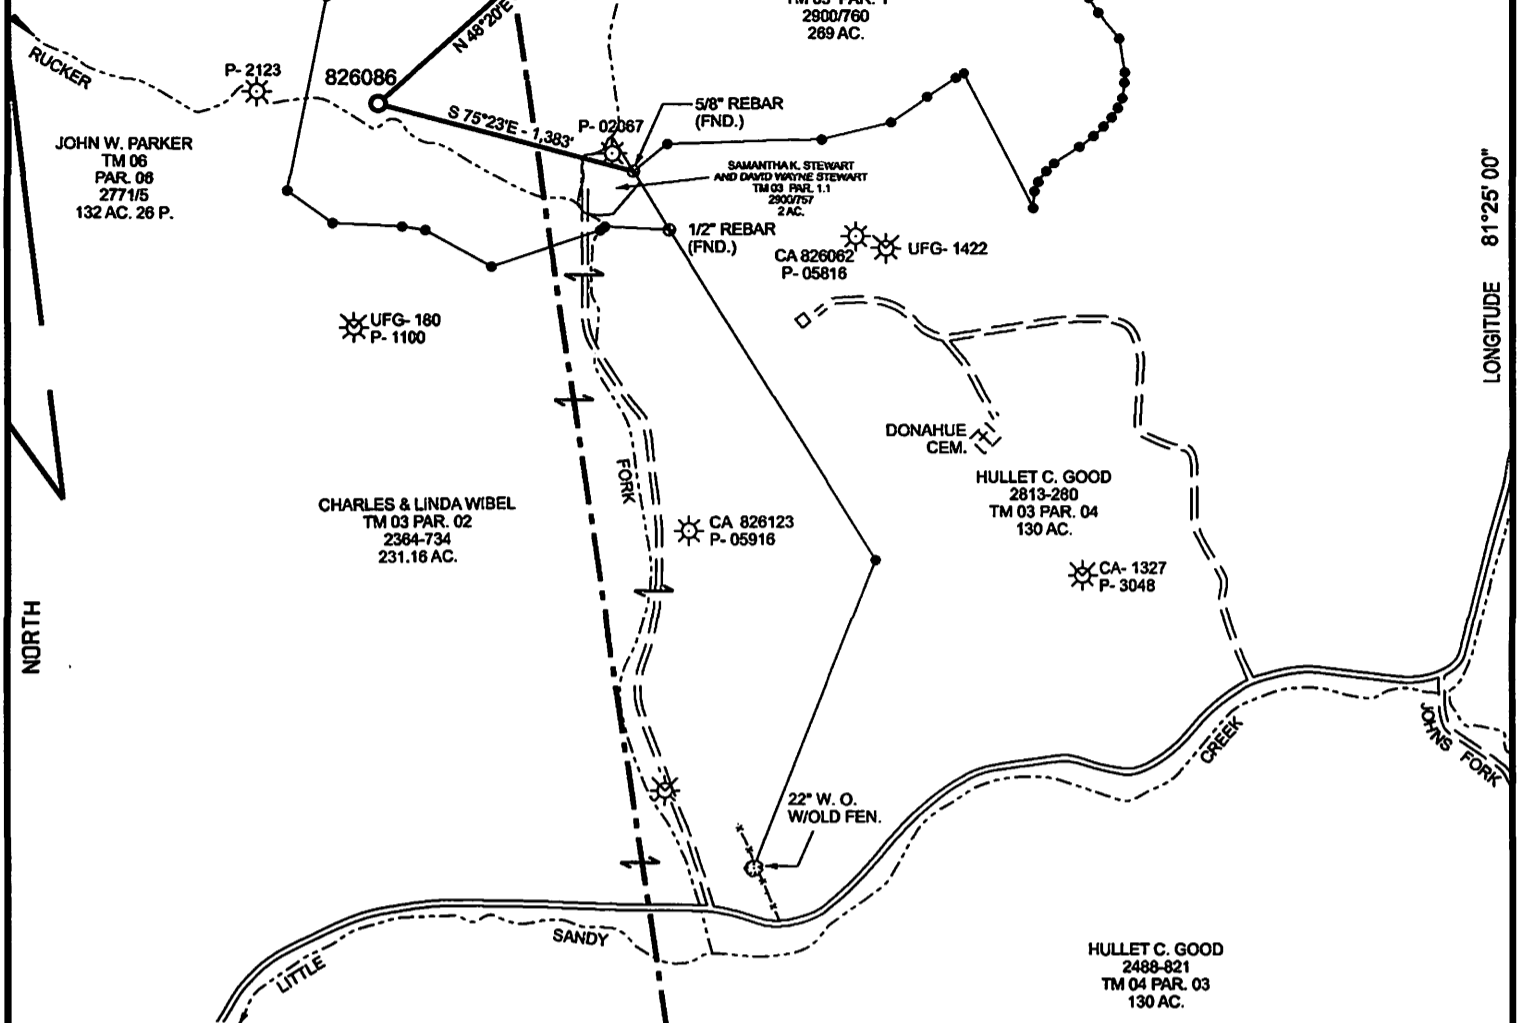 TM 03 PAR. 1
2900/760
269 AC.
N 48°20'E
RUCKER
P- 2123
826086
S 75°23'E - 1,383'
P- 02067
5/8" REBAR
(FND.)
JOHN W. PARKER
TM 06
PAR. 06
2771/5
132 AC. 26 P.
SAMANTHA K. STEWART
AND DAVID WAYNE STEWART
TM 03 PAR. 1.1
2900/757
2 AC.
1/2" REBAR
(FND.)
CA 826062
P- 05816
UFG- 1422
LONGITUDE 81°25' 00"
UFG- 180
P- 1100
DONAHUE
CEM.
FORK
HULLET C. GOOD
2813-280
TM 03 PAR. 04
130 AC.
CHARLES & LINDA WIBEL
TM 03 PAR. 02
2364-734
231.16 AC.
CA 826123
P- 05916
CA- 1327
P- 3048
NORTH
JOHNS FORK
CREEK
22" W. O.
W/OLD FEN.
SANDY
LITTLE
HULLET C. GOOD
2488-821
TM 04 PAR. 03
130 AC.